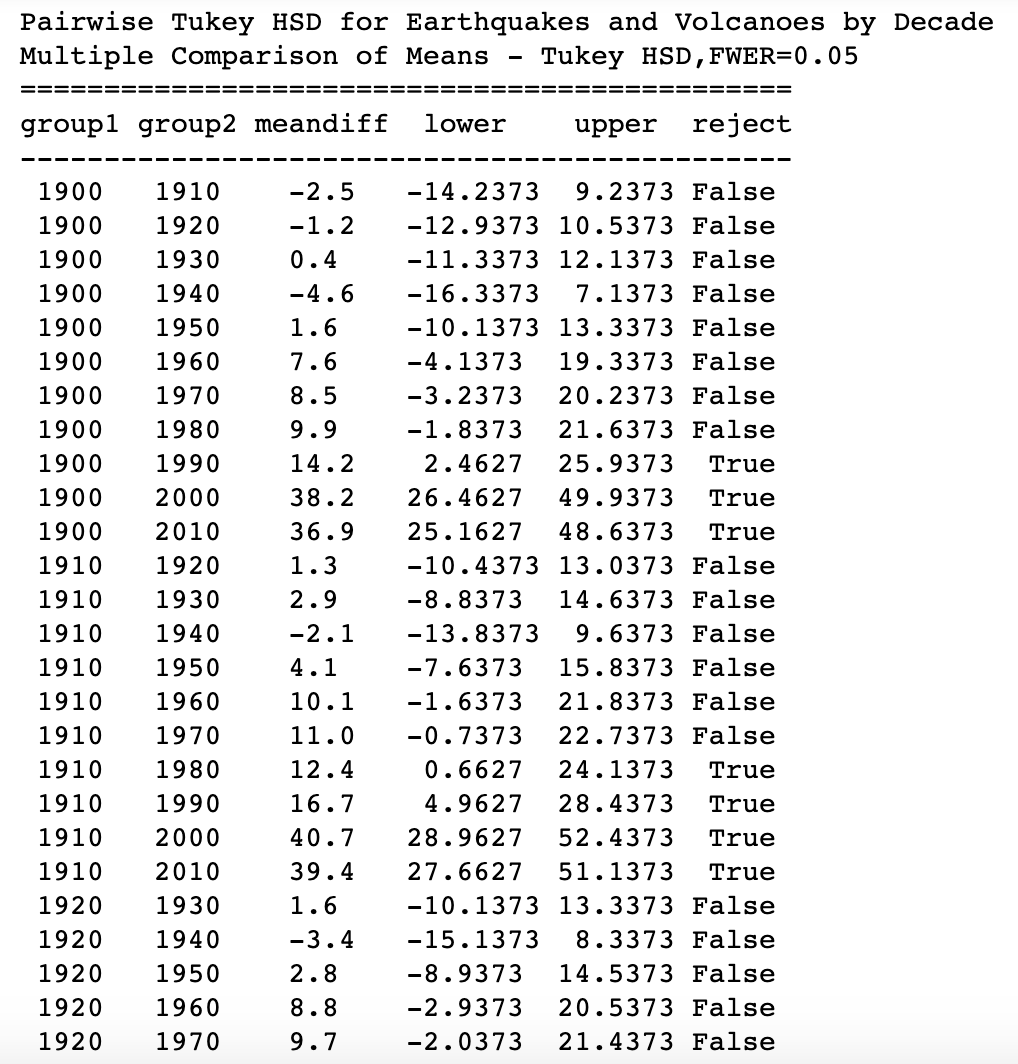 Pairwise Tukey HSD for Earthquakes and Volcanoes by Decade
Multiple Comparison of Means - Tukey HSD,FWER=0.05
==============================================
group1 group2 meandiff  lower    upper  reject
----------------------------------------------
 1900   1910    -2.5   -14.2373  9.2373 False
 1900   1920    -1.2   -12.9373 10.5373 False
 1900   1930    0.4    -11.3373 12.1373 False
 1900   1940    -4.6   -16.3373  7.1373 False
 1900   1950    1.6    -10.1373 13.3373 False
 1900   1960    7.6    -4.1373  19.3373 False
 1900   1970    8.5    -3.2373  20.2373 False
 1900   1980    9.9    -1.8373  21.6373 False
 1900   1990    14.2    2.4627  25.9373  True
 1900   2000    38.2   26.4627  49.9373  True
 1900   2010    36.9   25.1627  48.6373  True
 1910   1920    1.3    -10.4373 13.0373 False
 1910   1930    2.9    -8.8373  14.6373 False
 1910   1940    -2.1   -13.8373  9.6373 False
 1910   1950    4.1    -7.6373  15.8373 False
 1910   1960    10.1   -1.6373  21.8373 False
 1910   1970    11.0   -0.7373  22.7373 False
 1910   1980    12.4    0.6627  24.1373  True
 1910   1990    16.7    4.9627  28.4373  True
 1910   2000    40.7   28.9627  52.4373  True
 1910   2010    39.4   27.6627  51.1373  True
 1920   1930    1.6    -10.1373 13.3373 False
 1920   1940    -3.4   -15.1373  8.3373 False
 1920   1950    2.8    -8.9373  14.5373 False
 1920   1960    8.8    -2.9373  20.5373 False
 1920   1970    9.7    -2.0373  21.4373 False